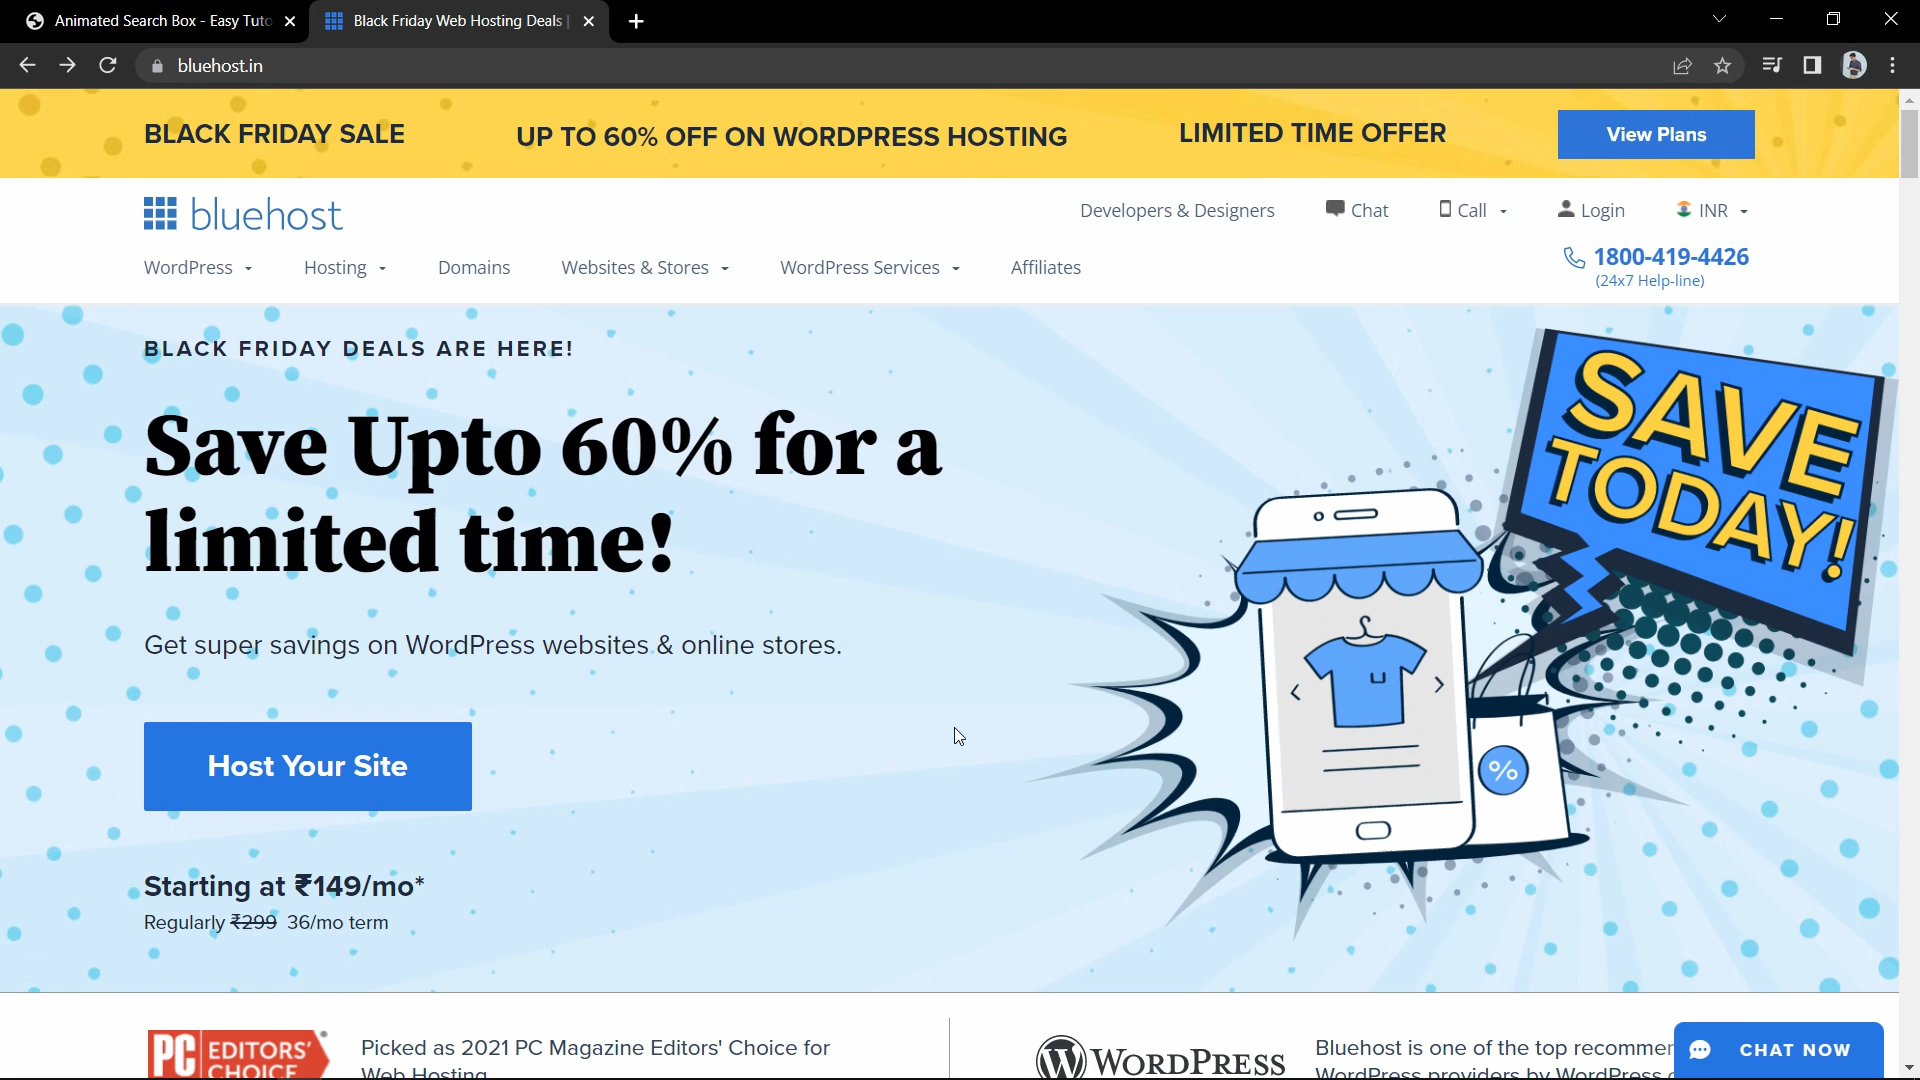 Animated Search Box - Easy Tuto
Black Friday Web Hosting Deals |
bluehost.in
BLACK FRIDAY SALE
UP TO 60% OFF ON WORDPRESS HOSTING
LIMITED TIME OFFER
View Plans
bluehost
Developers & Designers
Chat
Call
Login
INR
WordPress
Hosting
Domains
Websites & Stores
WordPress Services
Affiliates
1800-419-4426
(24x7 Help-line)
BLACK FRIDAY DEALS ARE HERE!
Save Upto 60% for a
limited time!
SAVE
TODAY!
Get super savings on WordPress websites & online stores.
%
Host Your Site
Starting at ₹149/mo*
Regularly ₹299 36/mo term
PC EDITORS'
CHOICE
Picked as 2021 PC Magazine Editors' Choice for
Web Hosting
WORDPRESS
Bluehost is one of the top recommen
WordPress providers by WordPress
CHAT NOW